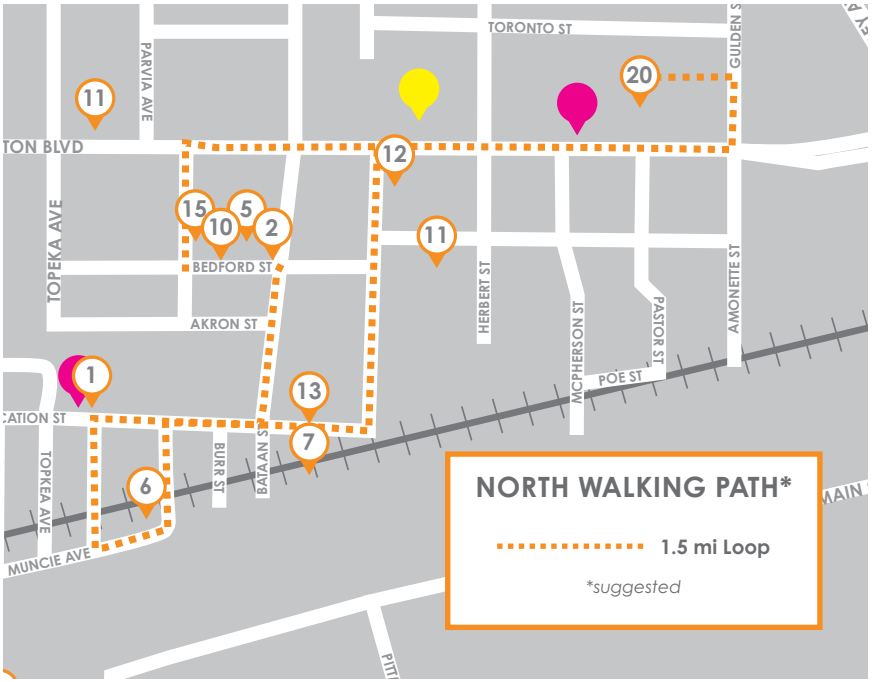 TORONTO ST
GULDEN S
EY A
PARVIA AVE
20
11
TON BLVD
12
15
5
10
2
11
TOPEKA AVE
BEDFORD ST
HERBERT ST
AMONETTE ST
AKRON ST
MCPHERSON ST
PASTOR ST
POE ST
1
13
CATION ST
7
TOPKEA AVE
BURR ST
BATAAN ST
6
MUNCIE AVE
NORTH WALKING PATH*
1.5 mi Loop
*suggested
MAIN
PITT